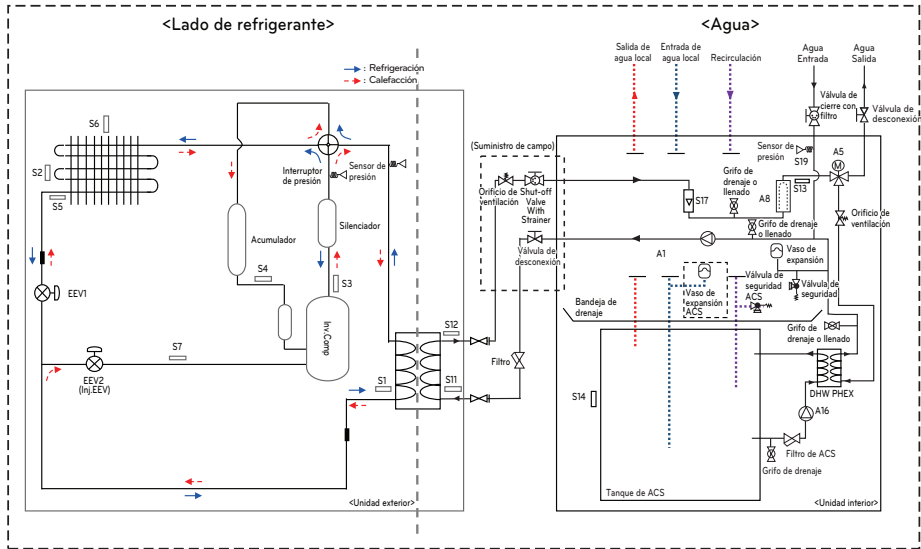 <Lado de refrigerante>
<Agua>
: Refrigeración
: Calefacción
Salida de
agua local
Entrada de
agua local
Recirculación
Agua
Entrada
Agua
Salida
Válvula de
cierre con
filtro
Válvula de
desconexión
S6
S2
S5
Interruptor
de presión
Sensor de
presión
Silenciador
Acumulador
S4
S3
EEV1
EEV2
(Inj.EEV)
S7
Inv.Comp
S1
S12
S11
<Unidad exterior>
(Suministro de campo)
Orificio de
ventilación
Shut-off
Valve
With
Strainer
Válvula de
desconexión
Filtro
Sensor de
presión
S19
A5
M
S13
A8
S17
Grifo de
drenaje o
llenado
Grifo de drenaje
o llenado
Orificio de
ventilación
A1
Vaso de
expansión
Vaso de
expansión
ACS
Válvula de
seguridad
ACS
Válvula de
seguridad
Bandeja de
drenaje
Grifo de
drenaje o llenado
DHW PHEX
S14
A16
Filtro de ACS
Grifo de drenaje
Tanque de ACS
<Unidad interior>